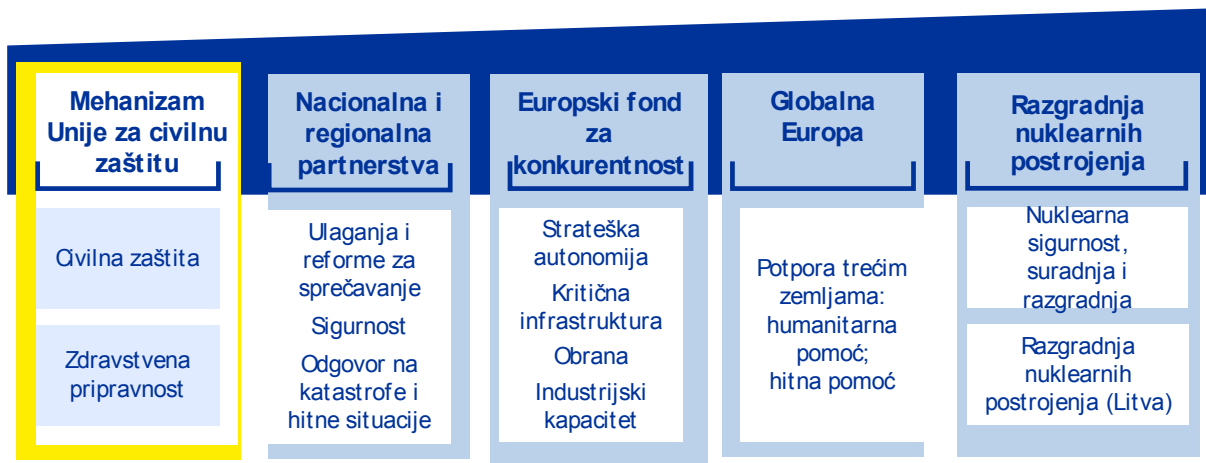 Mehanizam
Unije za civilnu
zaštitu
Civilna zaštita
Zdravstvena
pripravnost
Nacionalna i
regionalna
partnerstva
Ulaganja i
reforme za
sprečavanje
Sigurnost
Odgovor na
katastrofe i
hitne situacije
Europski fond
za
konkurentnost
Strateška
autonomija
Kritična
infrastruktura
Obrana
Industrijski
kapacitet
Globalna
Europa
Potpora trećim
zemljama:
humanitarna
pomoć;
hitna pomoć
Razgradnja
nuklearnih
postrojenja
Nuklearna
sigurnost,
suradnja i
razgradnja
Razgradnja
nuklearnih
postrojenja (Litva)